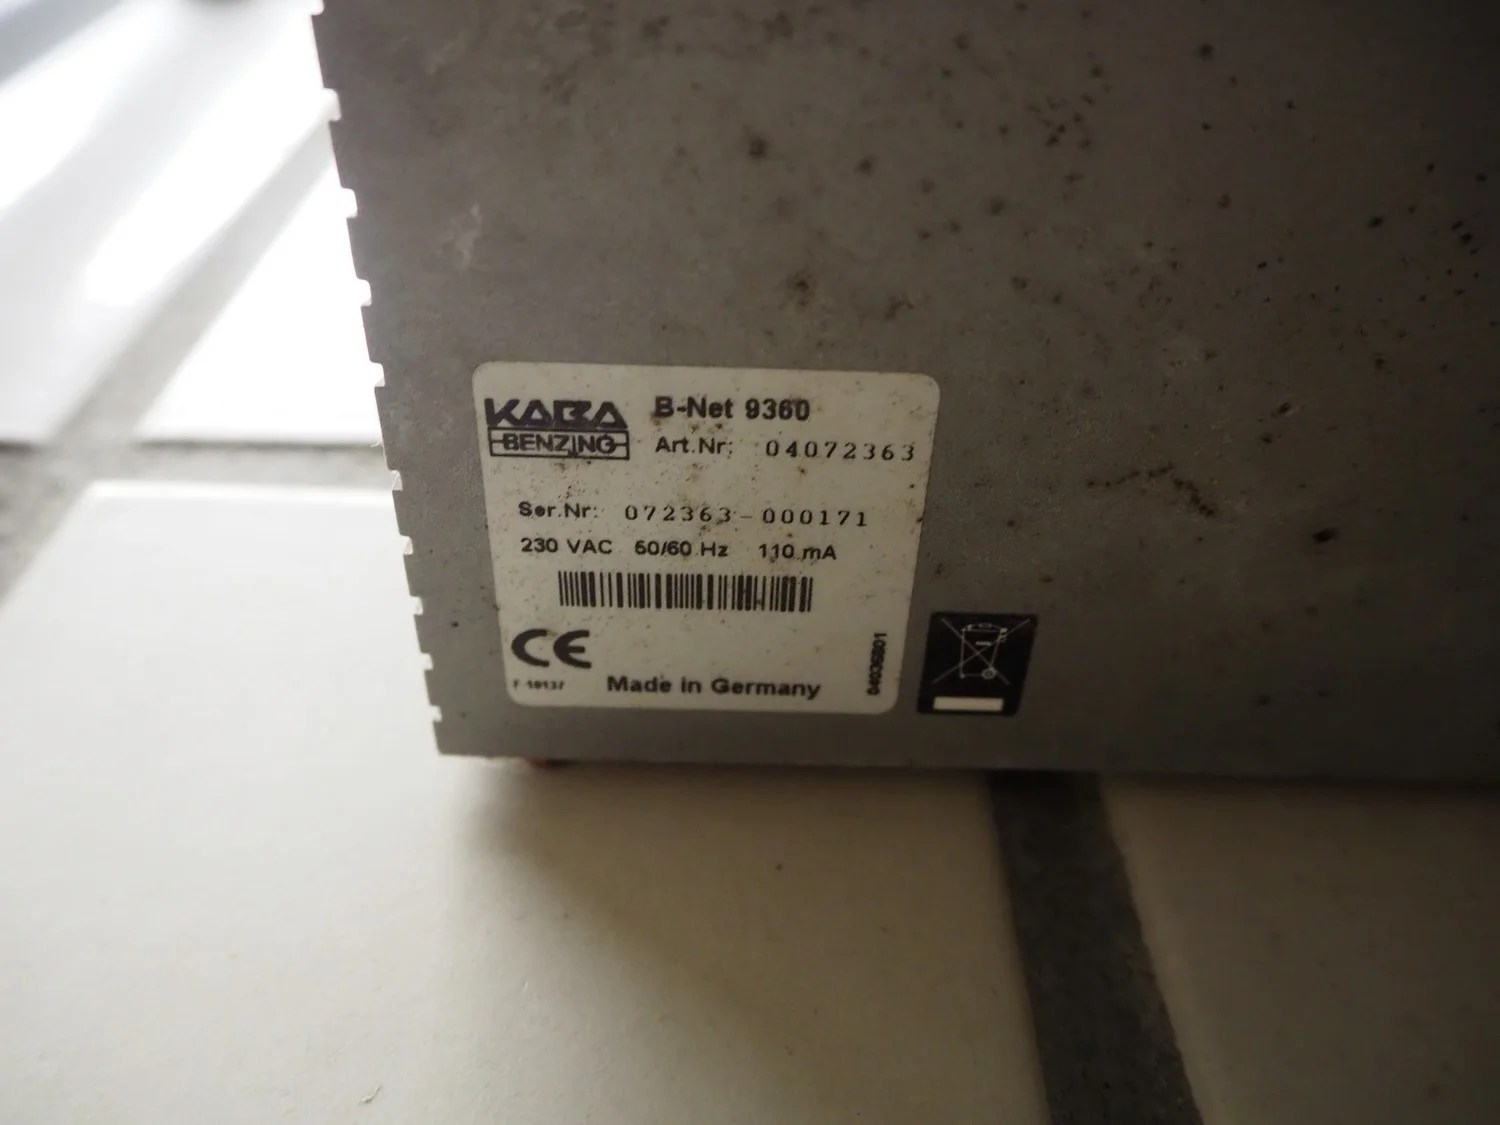 KABA
BENZING
B-Net 9360
Art.Nr: 04072363
Ser.Nr: 072363-000171
230 VAC 50/60 Hz 110 mA
CE
Made in Germany